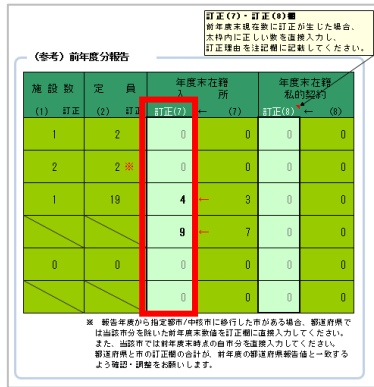 訂正(7)・訂正(8)欄
前年度末現在数に訂正が生じた場合、
太枠内に正しい数を直接入力し、
訂正理由を注記欄に記載してください。
(参考)前年度分報告
施設数 定員 年度末在籍 年度末在籍
入所 私的契約
(1) 訂正 (2) 訂正 訂正(7) ← (7) 訂正(8) ← (8)
1 2 0 0 0 0
2 2 ※ 0 0 0 0
1 19 4 ← 3 0 0
9 ← 7 0 0
0 0 0 0 0 0
0 0 0 0
※ 報告年度から指定都市/中核市に移行した市がある場合、都道府県で
は当該市分を除いた前年度末数値を訂正欄に直接入力してください。
また、当該市では前年度末時点の自市分を直接入力してください。
都道府県と市の訂正欄の合計が、前年度の都道府県報告値と一致する
よう確認・調整をお願いします。